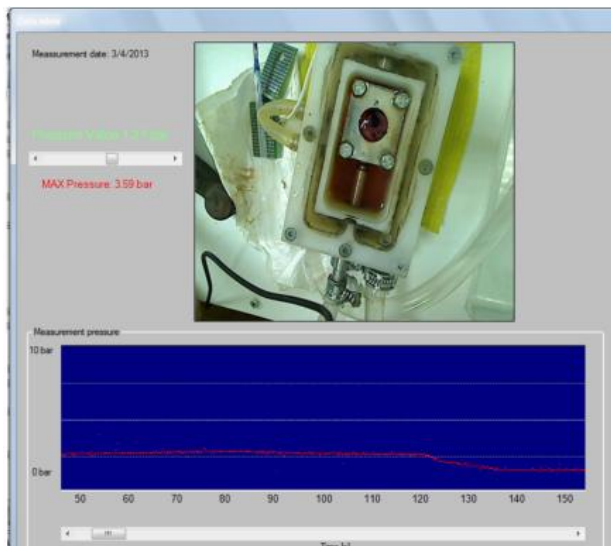 Measurement date: 3/4/2013
MAX Pressure: 3.59 bar
Measurement pressure
10 bar
0 bar
50 60 70 80 90 100 110 120 130 140 150